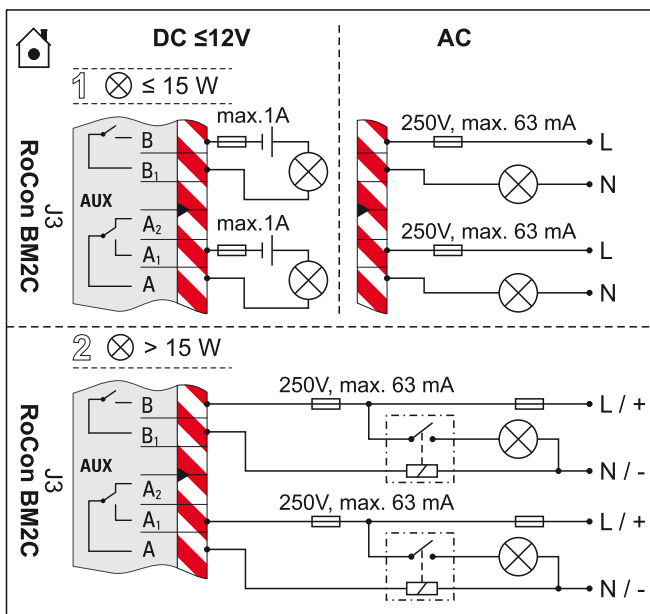 DC ≤12V
AC
1 ≤ 15 W
RoCon BM2C
J3
AUX
B
B₁
A₂
A₁
A
max.1A
max.1A
250V, max. 63 mA
L
N
250V, max. 63 mA
L
N
2 > 15 W
RoCon BM2C
J3
AUX
B
B₁
A₂
A₁
A
250V, max. 63 mA
L / +
N / -
250V, max. 63 mA
L / +
N / -